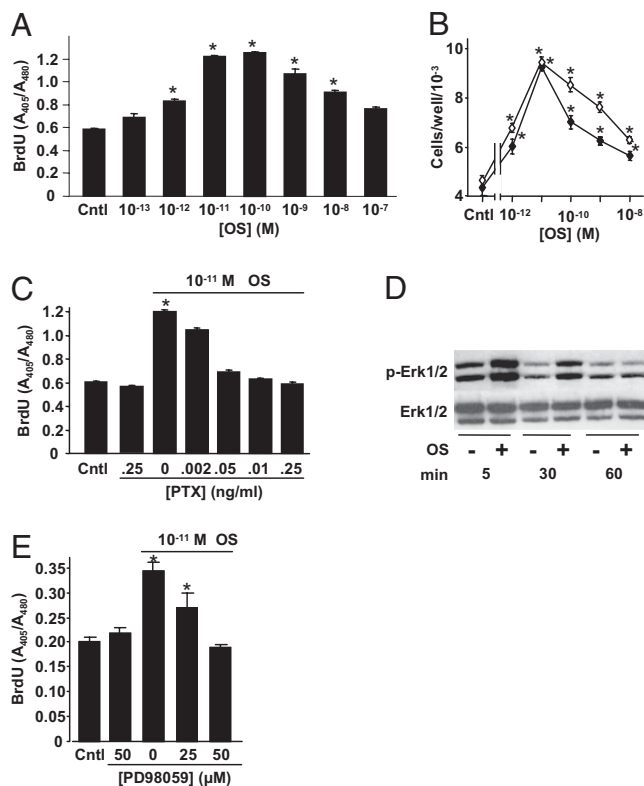 A
BrdU (A405/A480)
1.2
1.0
0.8
0.6
0.4
0.2
0
Cntl 10-13 10-12 10-11 10-10 10-9 10-8 10-7
[OS] (M)
* * * * *
B
Cells/well/10-3
10
8
6
4
Cntl 10-12 10-10 10-8
[OS] (M)
* * * * * * * * * *
C
10-11 M OS
BrdU (A405/A480)
1.2
1.0
0.8
0.6
0.4
0.2
0
*
Cntl .25 0 .002 .05 .01 .25
[PTX] (ng/ml)
D
p-Erk1/2
Erk1/2
OS - + - + - +
min 5 30 60
E
10-11 M OS
BrdU (A405/A480)
0.35
0.30
0.25
0.20
0.15
0.10
0.05
0
* *
Cntl 50 0 25 50
[PD98059] (µM)